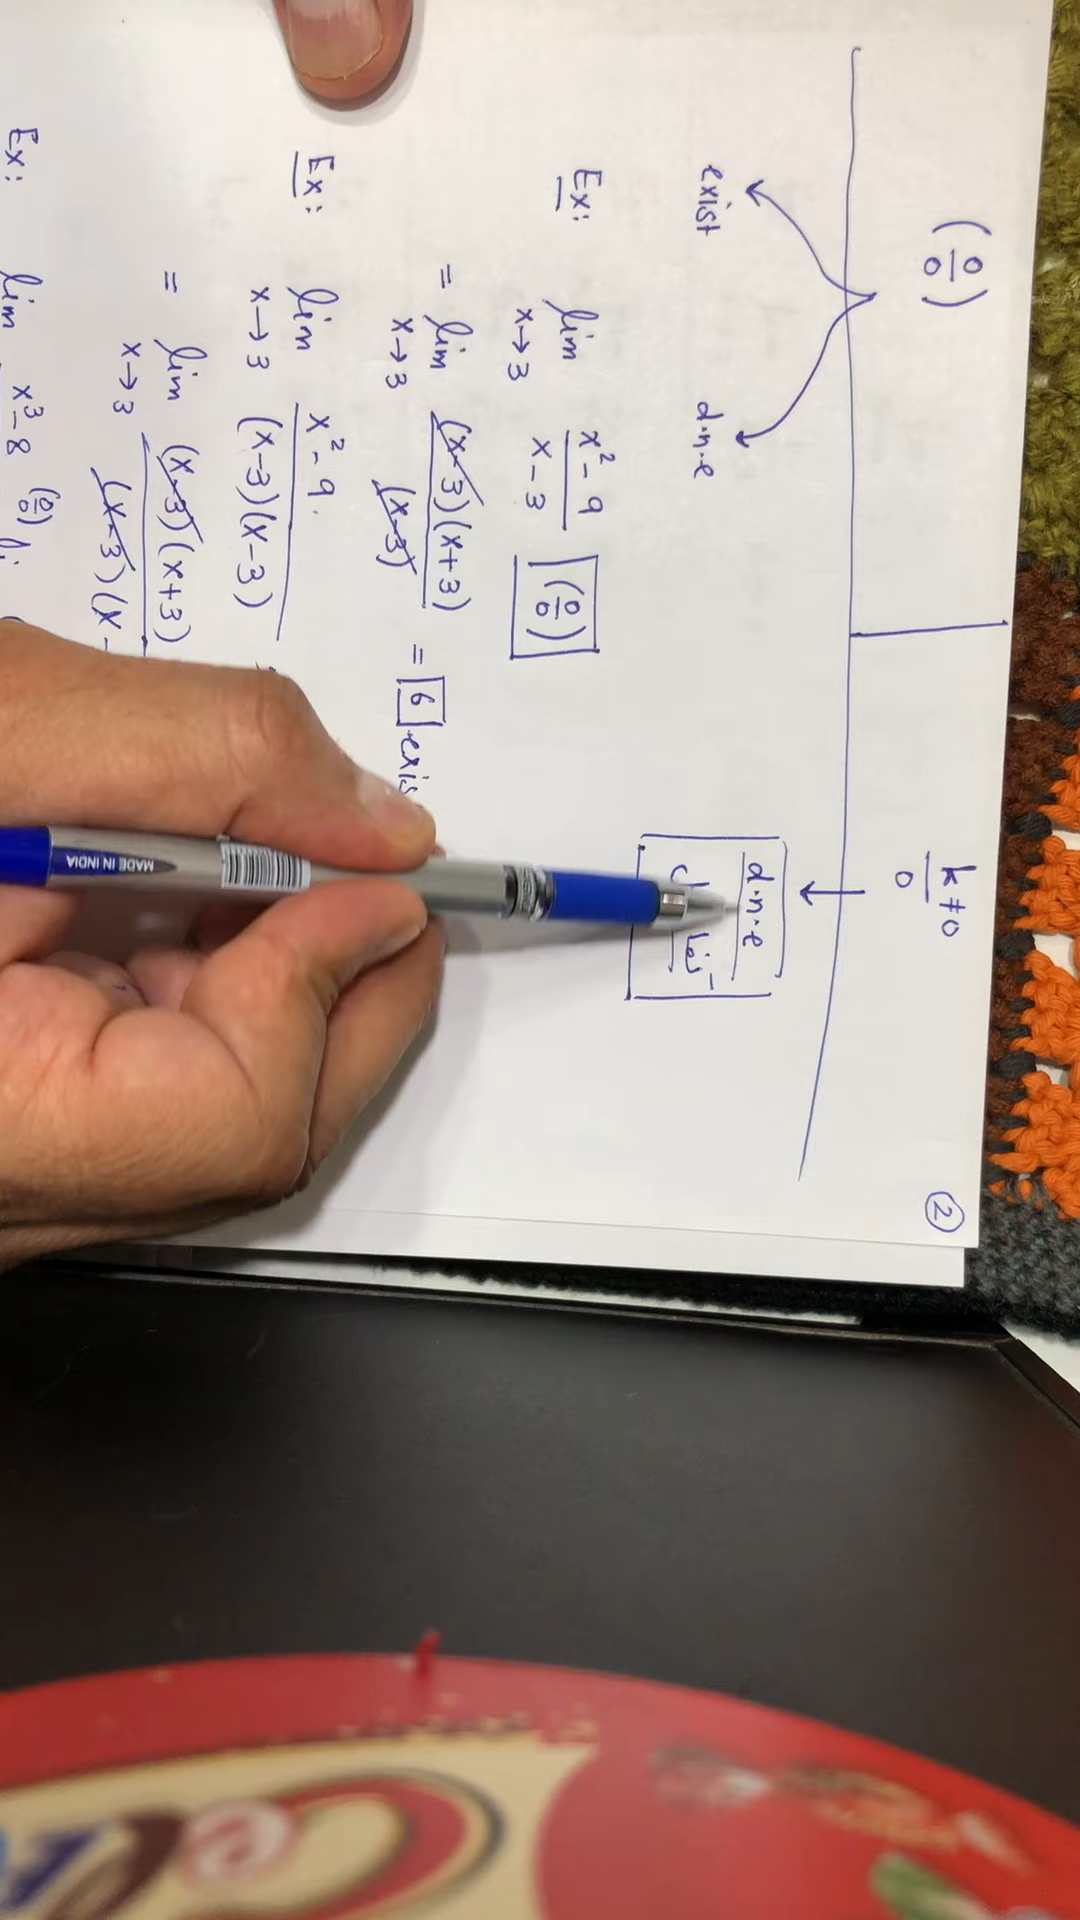 (0/0)
k≠0/0
②
exist
d.n.e
d.n.e
Ex: lim x→3 x²-9/x-3 (0/0)
= lim x→3 (x-3)(x+3)/(x-3) = 6
Ex: lim x→3 x²-9/(x-3)(x-3)
= lim x→3 (x-3)(x+3)
Ex: lim x³-8 (0/0)
MADE IN INDIA